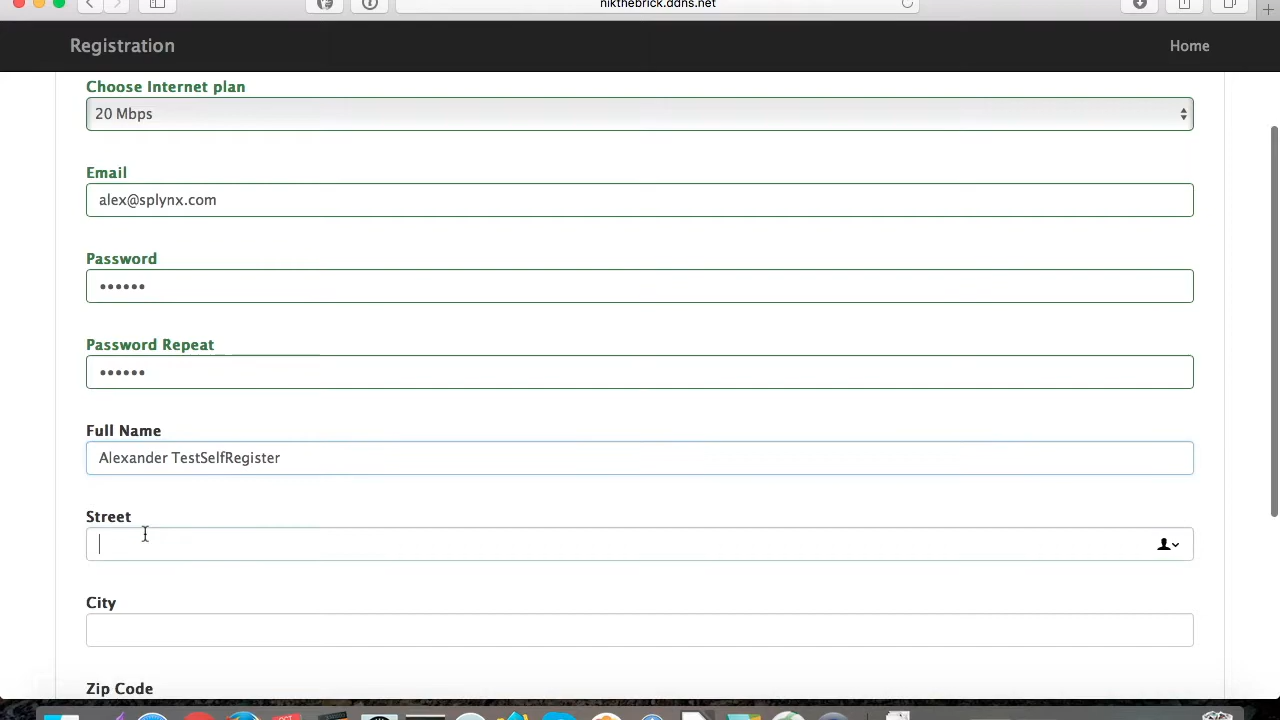 nikthebrick.ddns.net
Registration
Home
Choose Internet plan
20 Mbps
Email
alex@splynx.com
Password
••••••
Password Repeat
••••••
Full Name
Alexander TestSelfRegister
Street
City
Zip Code